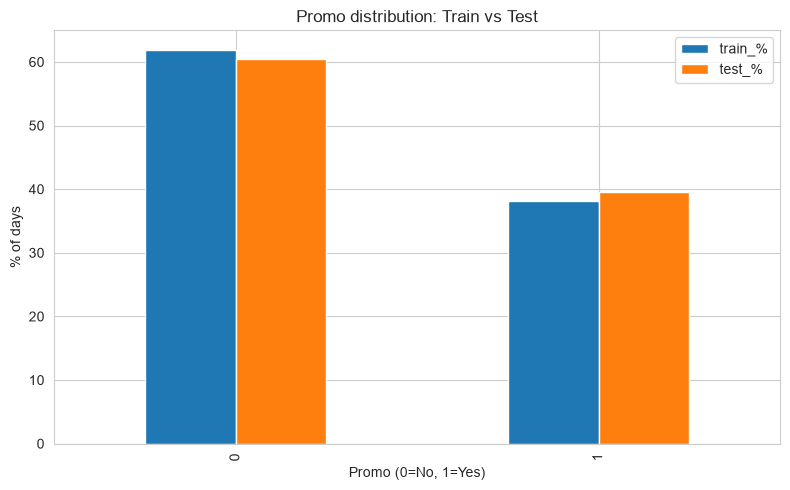 Promo distribution: Train vs Test
train_%
test_%
% of days
60
50
40
30
20
10
0
0
1
Promo (0=No, 1=Yes)